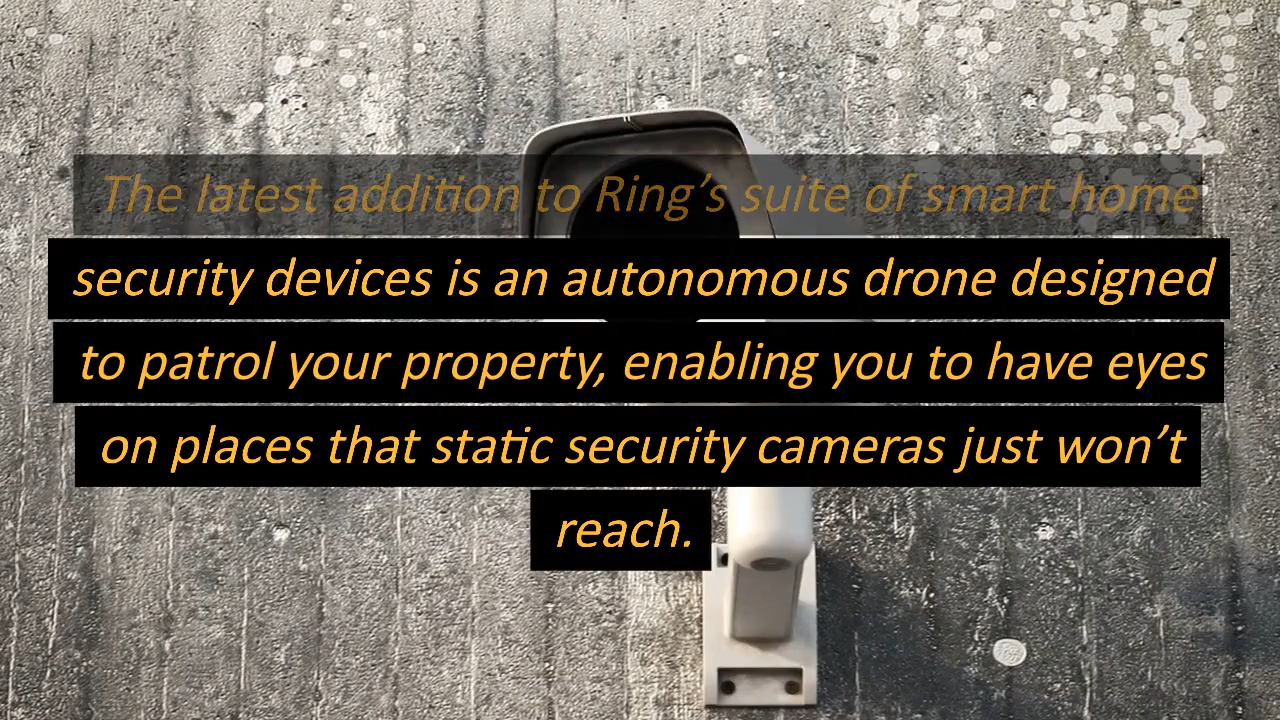 The latest addition to Ring’s suite of smart home
security devices is an autonomous drone designed
to patrol your property, enabling you to have eyes
on places that static security cameras just won’t
reach.